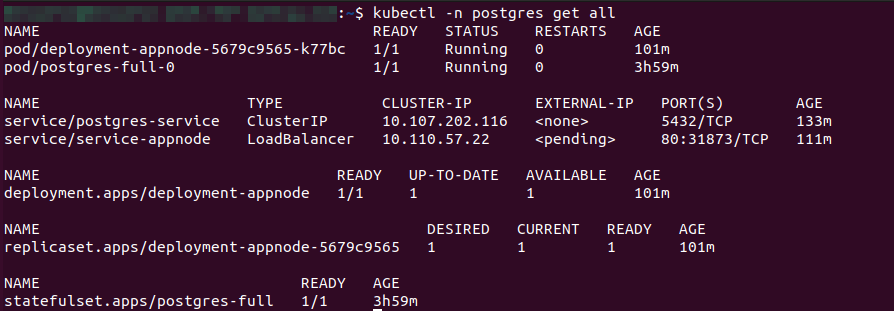 :~$ kubectl -n postgres get all
NAME READY STATUS RESTARTS AGE
pod/deployment-appnode-5679c9565-k77bc 1/1 Running 0 101m
pod/postgres-full-0 1/1 Running 0 3h59m
NAME TYPE CLUSTER-IP EXTERNAL-IP PORT(S) AGE
service/postgres-service ClusterIP 10.107.202.116 <none> 5432/TCP 133m
service/service-appnode LoadBalancer 10.110.57.22 <pending> 80:31873/TCP 111m
NAME READY UP-TO-DATE AVAILABLE AGE
deployment.apps/deployment-appnode 1/1 1 1 101m
NAME DESIRED CURRENT READY AGE
replicaset.apps/deployment-appnode-5679c9565 1 1 1 101m
NAME READY AGE
statefulset.apps/postgres-full 1/1 3h59m